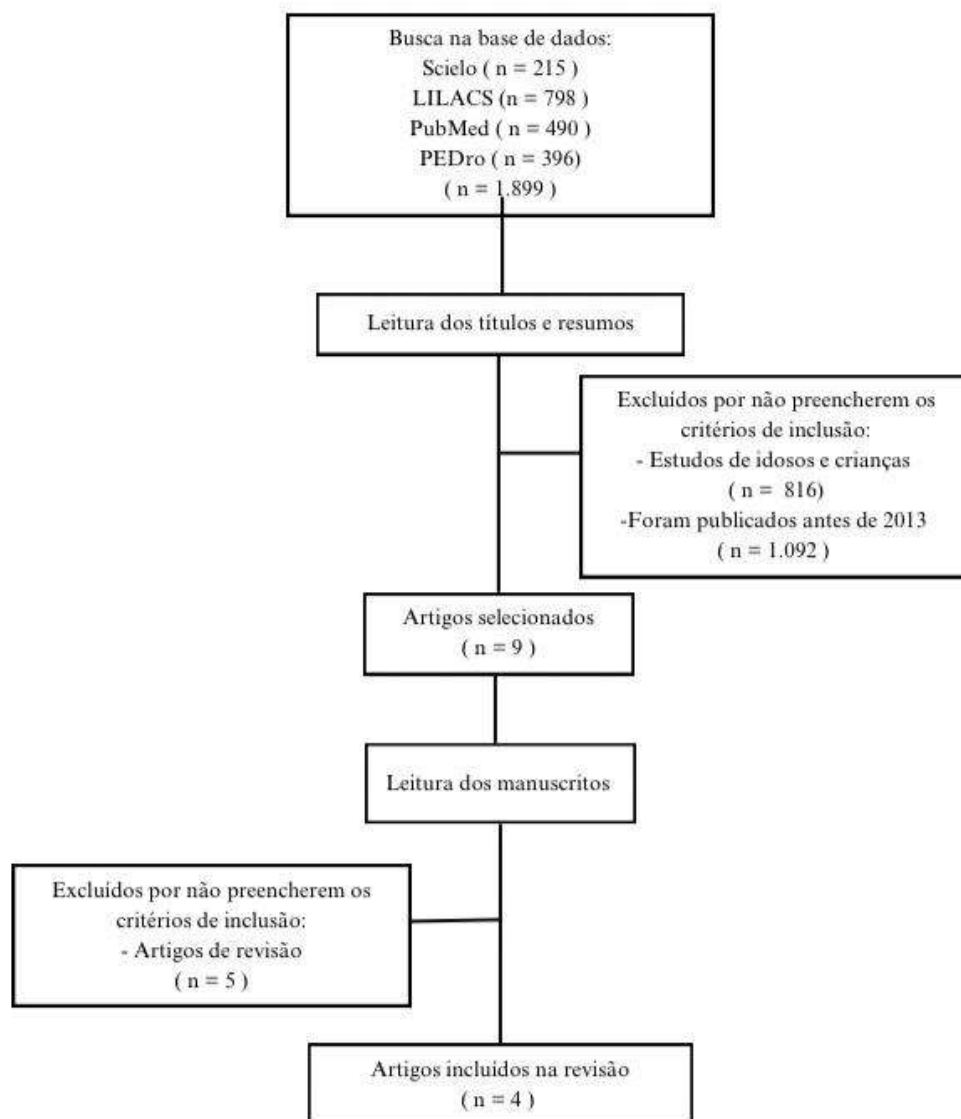 Busca na base de dados:
Scielo ( n = 215 )
LILACS (n = 798 )
PubMed ( n = 490 )
PEDro ( n = 396)
( n = 1.899 )
Leitura dos títulos e resumos
Excluídos por não preencherem os
critérios de inclusão:
- Estudos de idosos e crianças
( n = 816)
-Foram publicados antes de 2013
( n = 1.092 )
Artigos selecionados
( n = 9 )
Leitura dos manuscritos
Excluídos por não preencherem os
critérios de inclusão:
- Artigos de revisão
( n = 5 )
Artigos incluídos na revisão
( n = 4 )